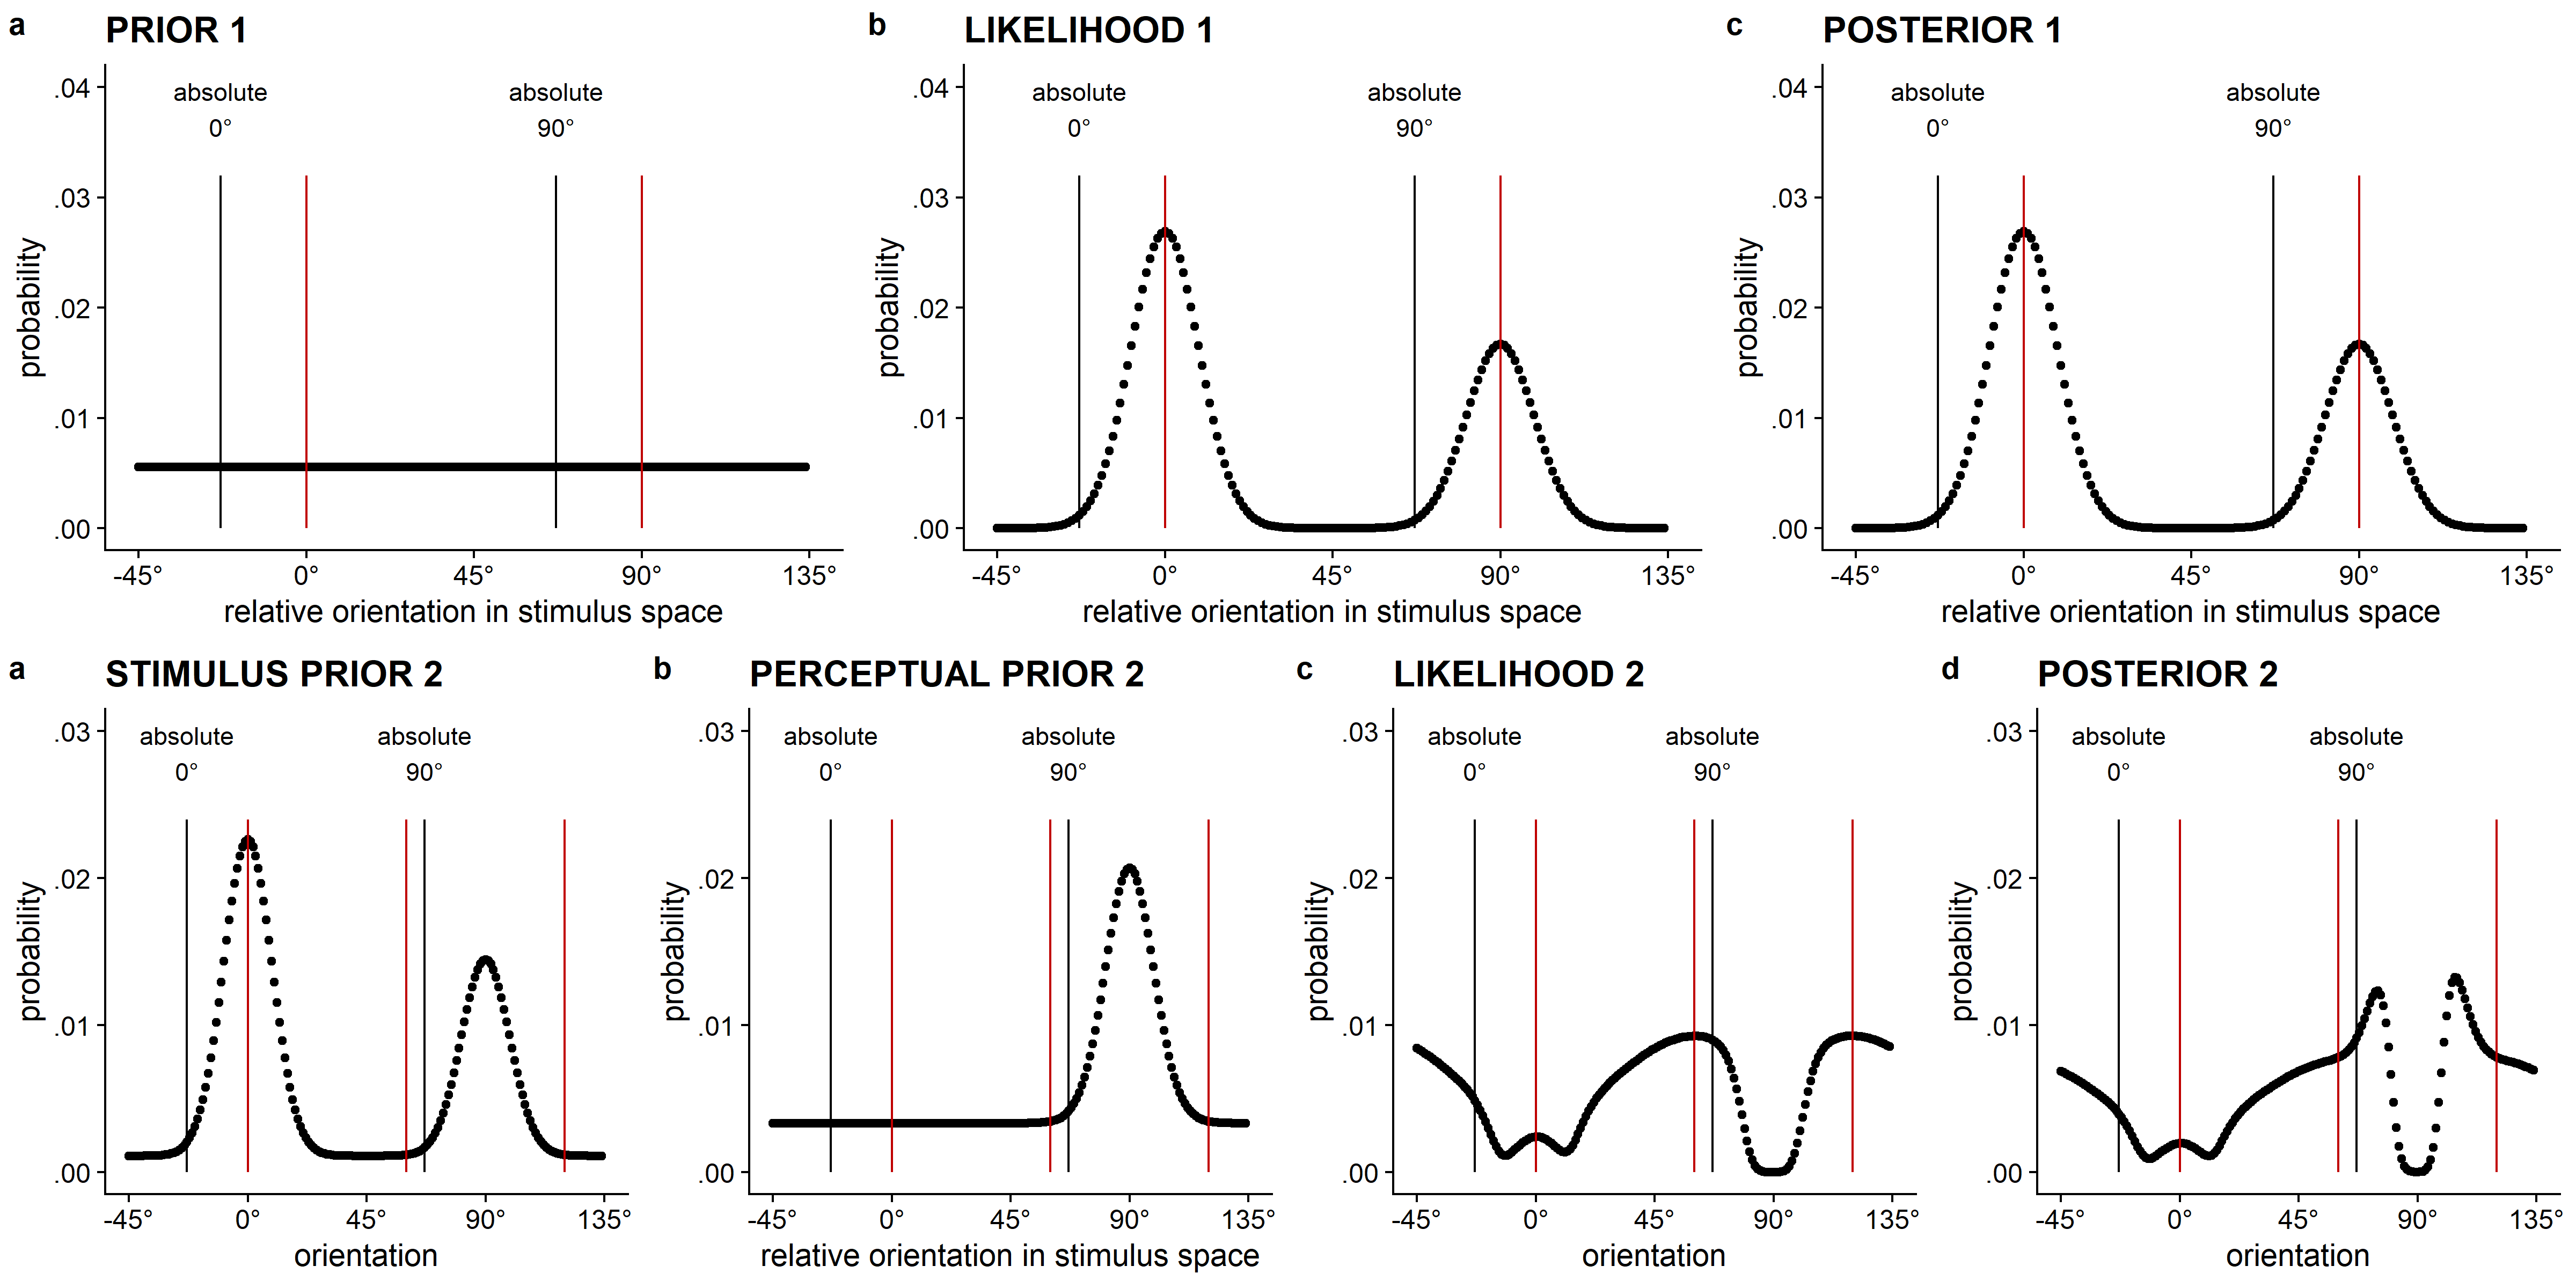 a PRIOR 1
absolute absolute
0° 90°
.04
.03
.02
.01
.00
probability
-45° 0° 45° 90° 135°
relative orientation in stimulus space
b LIKELIHOOD 1
absolute absolute
0° 90°
.04
.03
.02
.01
.00
probability
-45° 0° 45° 90° 135°
relative orientation in stimulus space
c POSTERIOR 1
absolute absolute
0° 90°
.04
.03
.02
.01
.00
probability
-45° 0° 45° 90° 135°
relative orientation in stimulus space
a STIMULUS PRIOR 2
absolute absolute
0° 90°
.03
.02
.01
.00
probability
-45° 0° 45° 90° 135°
orientation
b PERCEPTUAL PRIOR 2
absolute absolute
0° 90°
.03
.02
.01
.00
probability
-45° 0° 45° 90° 135°
relative orientation in stimulus space
c LIKELIHOOD 2
absolute absolute
0° 90°
.03
.02
.01
.00
probability
-45° 0° 45° 90° 135°
orientation
d POSTERIOR 2
absolute absolute
0° 90°
.03
.02
.01
.00
probability
-45° 0° 45° 90° 135°
orientation